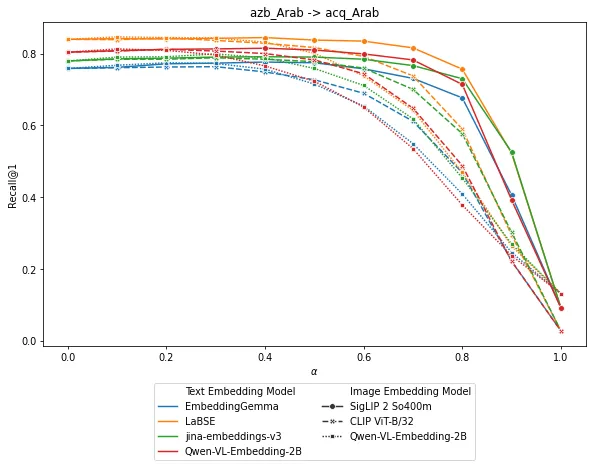 azb_Arab -> acq_Arab
Recall@1
0.8
0.6
0.4
0.2
0.0
0.0 0.2 0.4 0.6 0.8 1.0
α
Text Embedding Model Image Embedding Model
EmbeddingGemma SigLIP 2 So400m
LaBSE CLIP ViT-B/32
jina-embeddings-v3 Qwen-VL-Embedding-2B
Qwen-VL-Embedding-2B